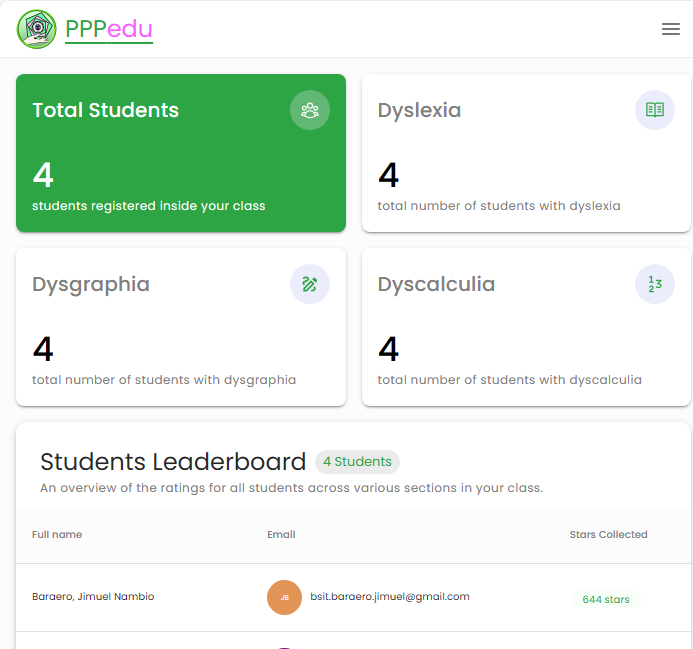 PPPedu
Total Students
4
students registered inside your class
Dyslexia
4
total number of students with dyslexia
Dysgraphia
4
total number of students with dysgraphia
Dyscalculia
1
2 3
4
total number of students with dyscalculia
Students Leaderboard 4 Students
An overview of the ratings for all students across various sections in your class.
Full name Email Stars Collected
Baraero, Jimuel Nambio JB bsit.baraero.jimuel@gmail.com 644 stars